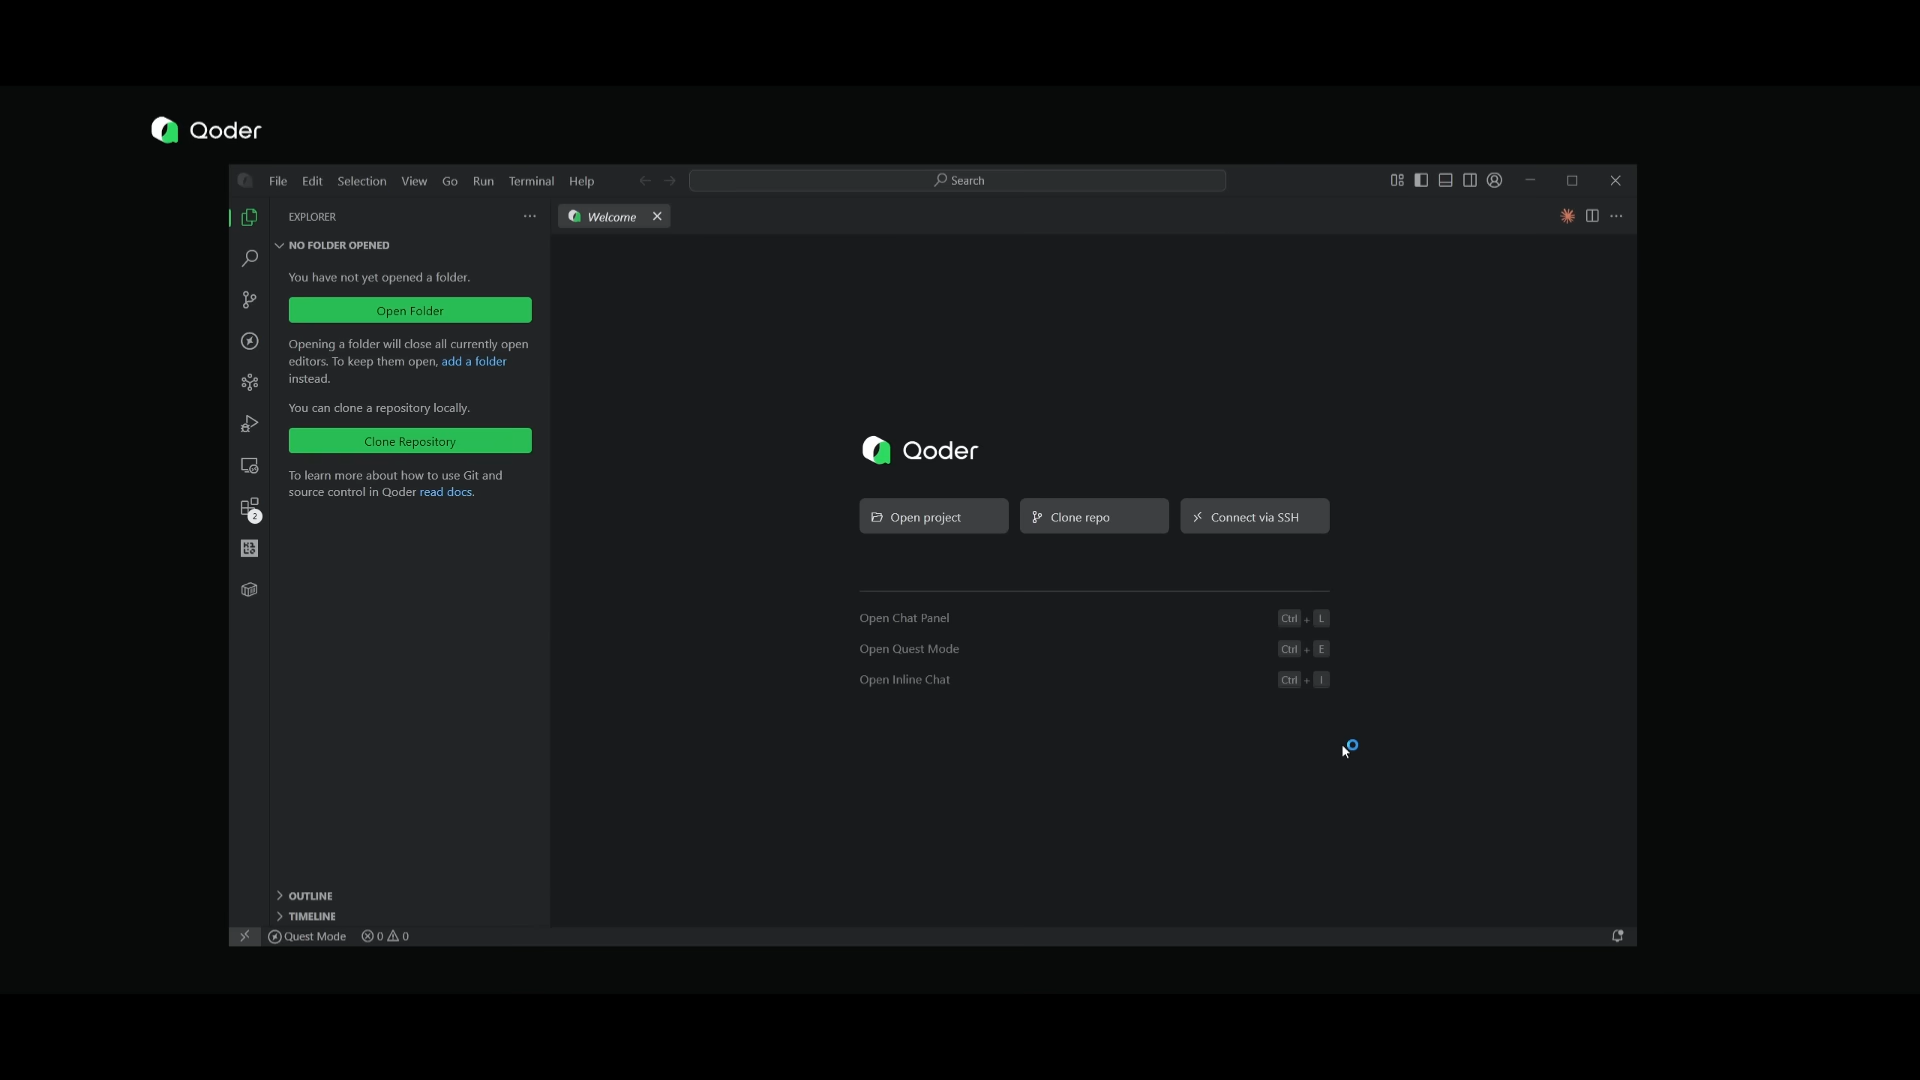 Qoder
File Edit Selection View Go Run Terminal Help
Search
EXPLORER
Welcome
NO FOLDER OPENED
You have not yet opened a folder.
Open Folder
Opening a folder will close all currently open
editors. To keep them open, add a folder
instead.
You can clone a repository locally.
Clone Repository
To learn more about how to use Git and
source control in Qoder read docs.
2
Qoder
Open project
Clone repo
Connect via SSH
Open Chat Panel Ctrl + L
Open Quest Mode Ctrl + E
Open Inline Chat Ctrl + I
OUTLINE
TIMELINE
Quest Mode 0 0